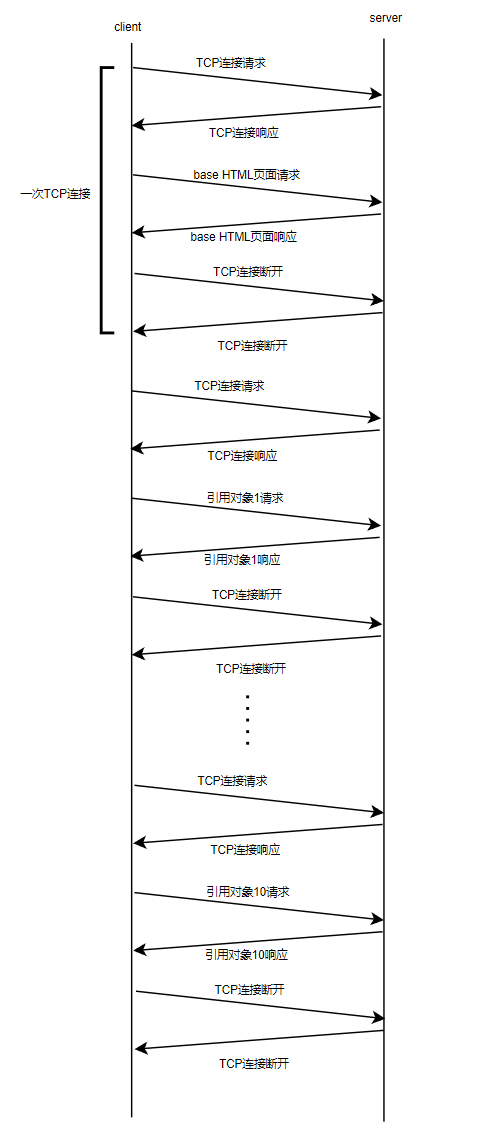 client
server
TCP连接请求
TCP连接响应
base HTML页面请求
一次TCP连接
base HTML页面响应
TCP连接断开
TCP连接断开
TCP连接请求
TCP连接响应
引用对象1请求
引用对象1响应
TCP连接断开
TCP连接断开
TCP连接请求
TCP连接响应
引用对象10请求
引用对象10响应
TCP连接断开
TCP连接断开